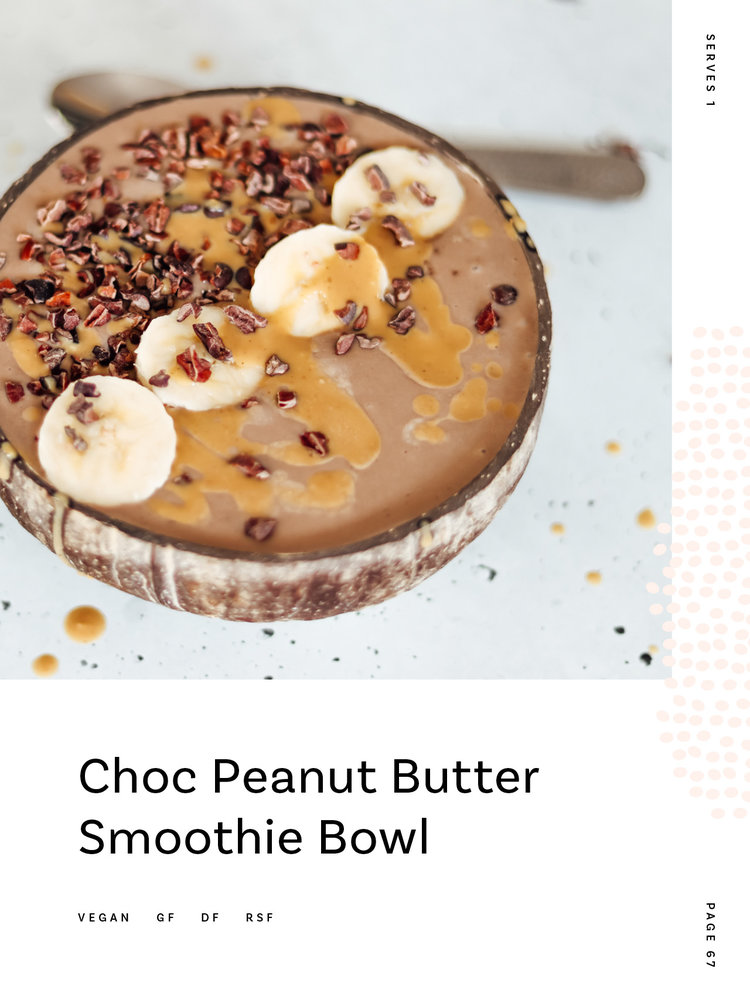 SERVES 1
Choc Peanut Butter
Smoothie Bowl
VEGAN GF DF RSF
PAGE 67